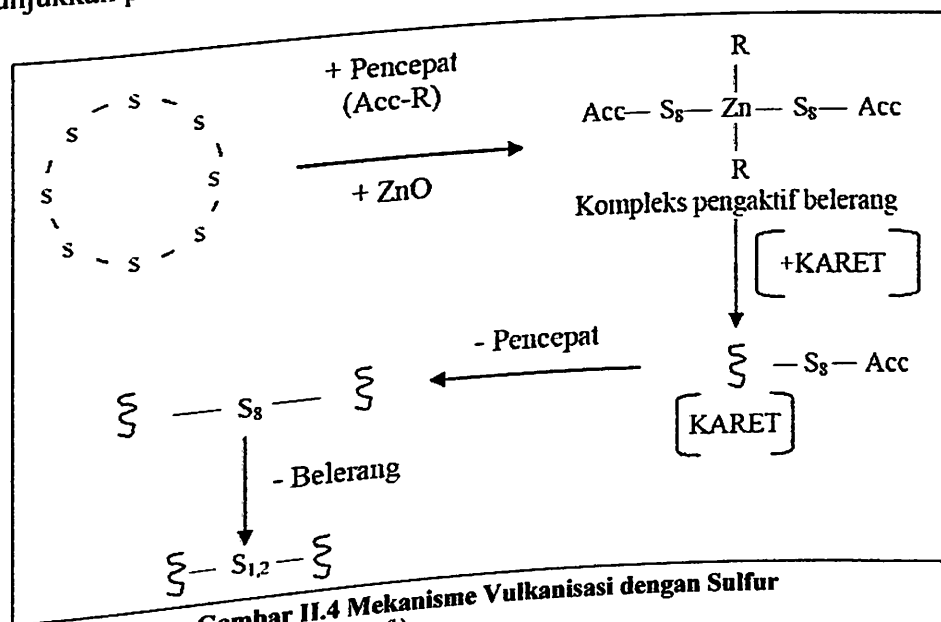 + Pencepat
(Acc-R)
+ ZnO
S
S
S
S
S
S
S
S
R
Acc— S₈— Zn— S₈— Acc
R
Kompleks pengaktif belerang
+KARET
— S₈— Acc
KARET
- Pencepat
— S₈ —
- Belerang
— S₁,₂ —
Gambar II.4 Mekanisme Vulkanisasi dengan Sulfur